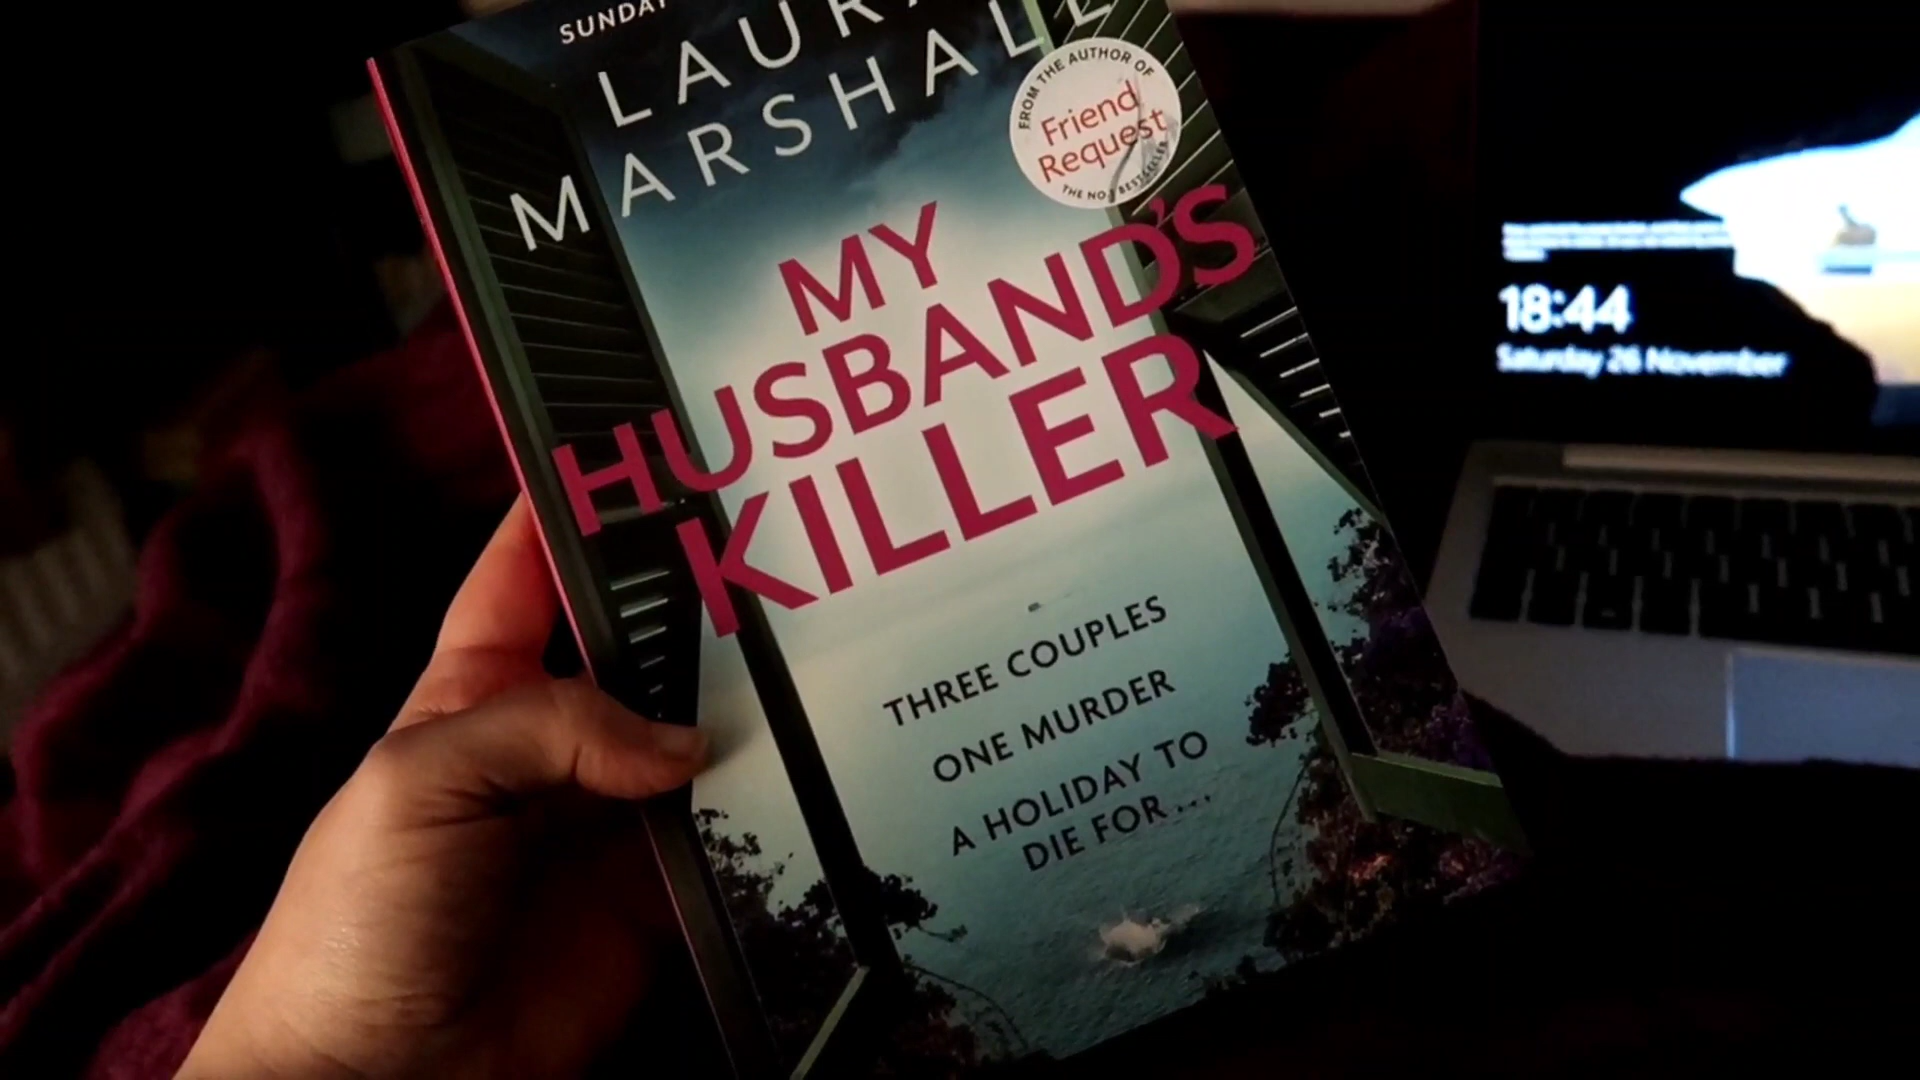 SUNDAY
LAURA
MARSHALL
FROM THE AUTHOR OF
Friend
Request
THE NO.1 BESTSELLER
MY
HUSBAND'S
KILLER
THREE COUPLES
ONE MURDER
A HOLIDAY TO
DIE FOR...
18:44
Saturday 26 November